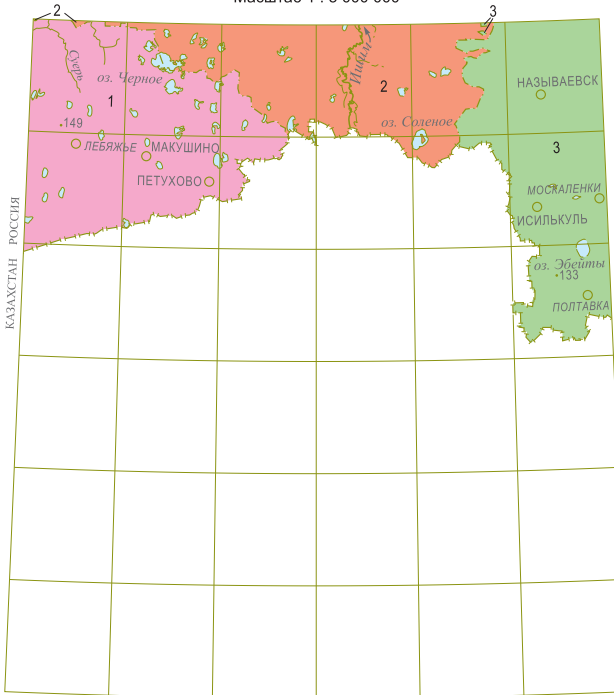 2
3
Суерь
оз. Черное
Ишим
1
2
НАЗЫВАЕВСК
149
оз. Соленое
ЛЕБЯЖЬЕ
МАКУШИНО
3
ПЕТУХОВО
МОСКАЛЕНКИ
ИСИЛЬКУЛЬ
КАЗАХСТАН РОССИЯ
оз. Эбейты
133
ПОЛТАВКА